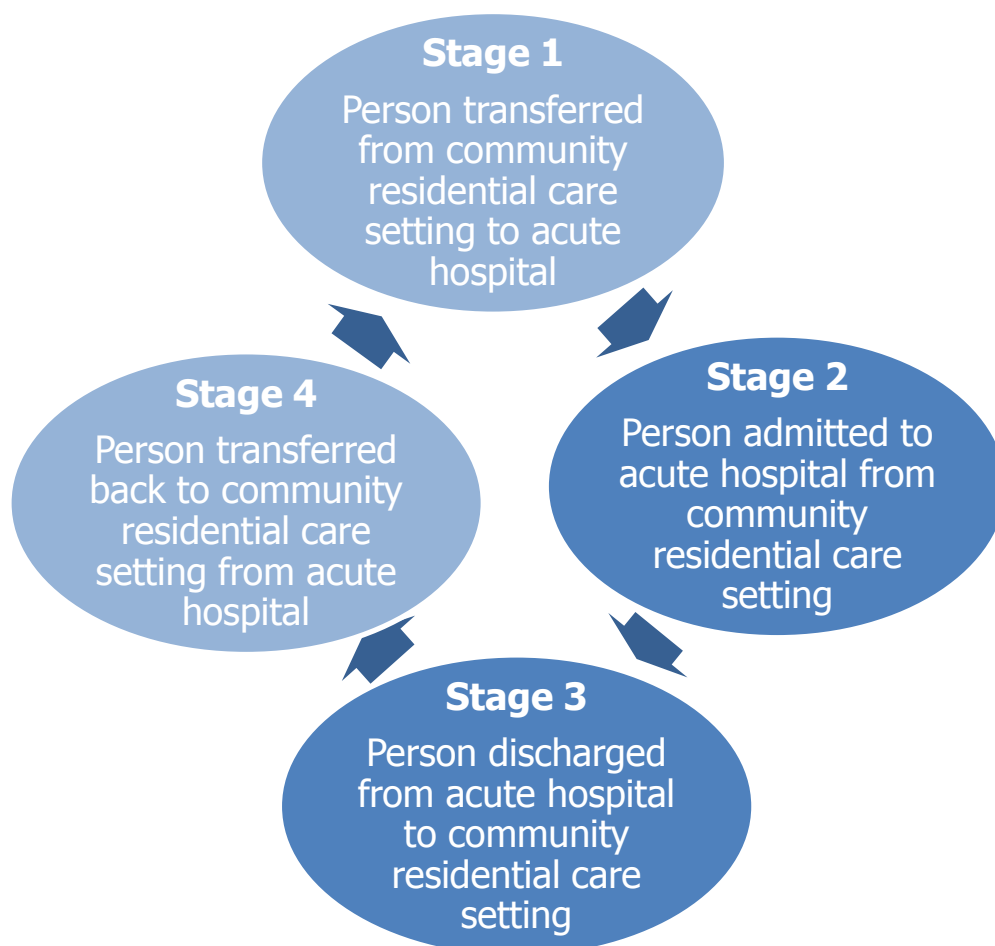 Stage 1
Person transferred
from community
residential care
setting to acute
hospital
Stage 2
Person admitted to
acute hospital from
community
residential care
setting
Stage 3
Person discharged
from acute hospital
to community
residential care
setting
Stage 4
Person transferred
back to community
residential care
setting from acute
hospital